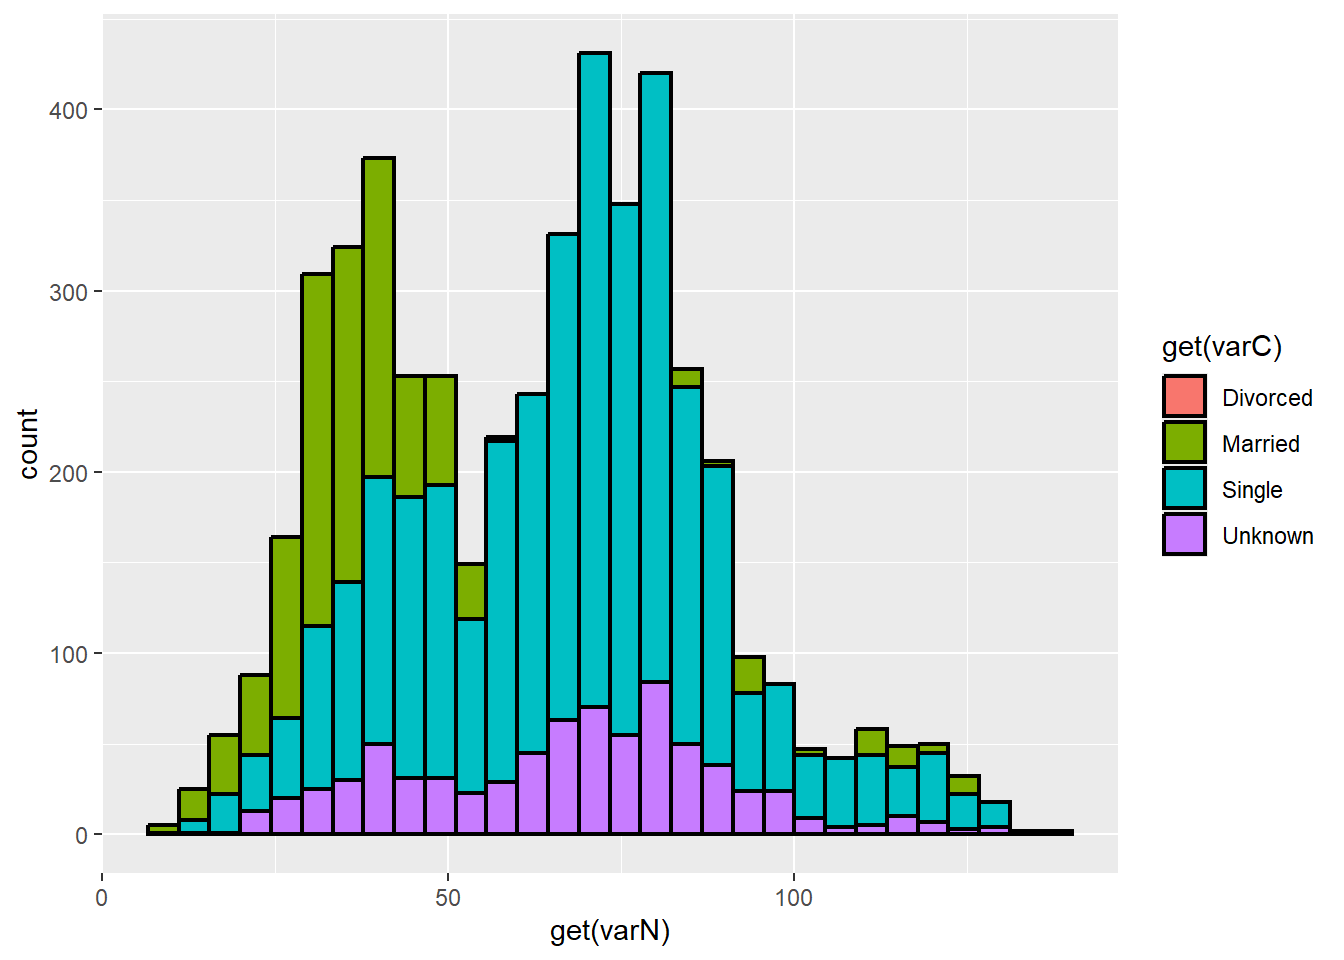 400
300
200
100
0
count
0 50 100
get(varN)
get(varC)
Divorced
Married
Single
Unknown